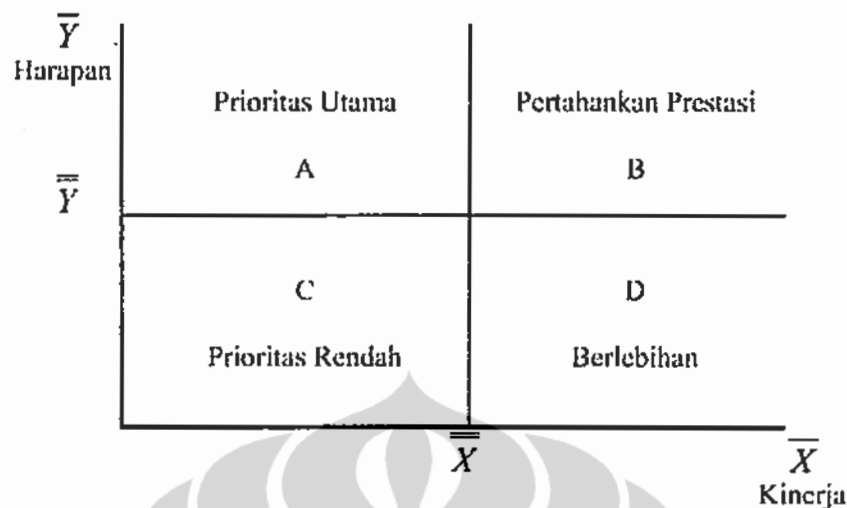 Y̅
Harapan
Prioritas Utama
Pertahankan Prestasi
A
B
Y̿
C
D
Prioritas Rendah
Berlebihan
X̿
X̅
Kinerja